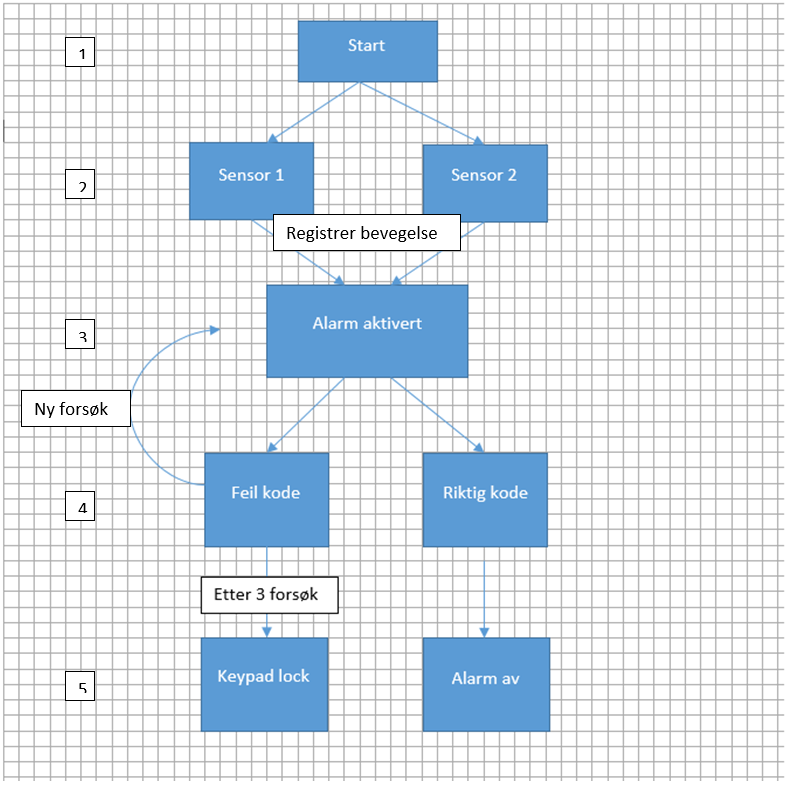 1
Start
2
Sensor 1
Sensor 2
Registrer bevegelse
3
Alarm aktivert
Ny forsøk
4
Feil kode
Riktig kode
Etter 3 forsøk
5
Keypad lock
Alarm av